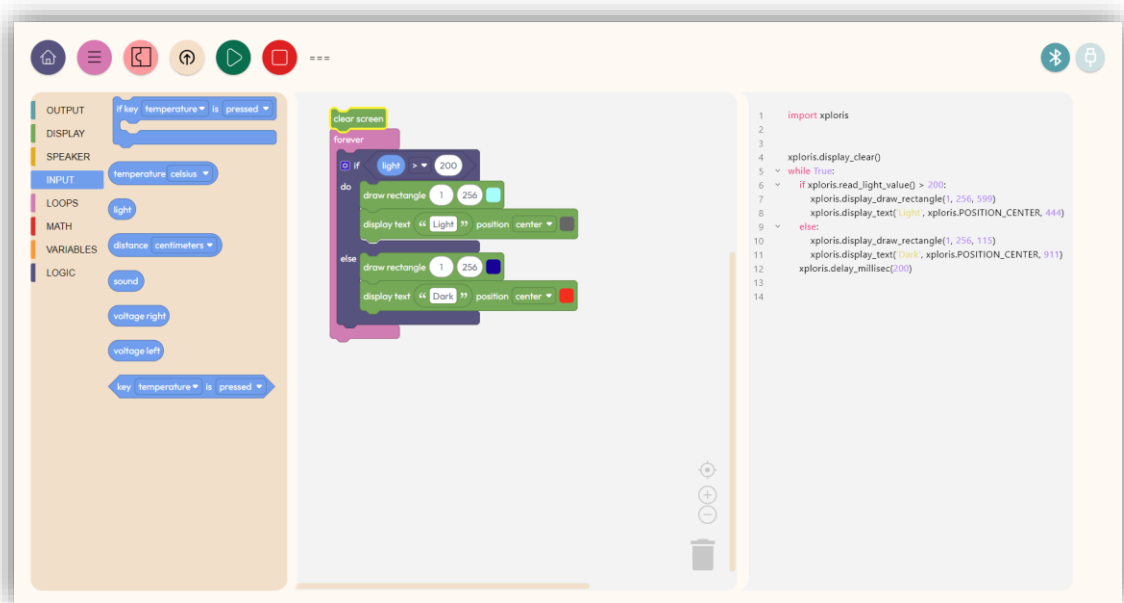 ===
OUTPUT
DISPLAY
SPEAKER
INPUT
LOOPS
MATH
VARIABLES
LOGIC
if key temperature is pressed
temperature celsius
light
distance centimeters
sound
voltage right
voltage left
key temperature is pressed
clear screen
forever
if light > 200
do
draw rectangle 1 256
display text “ Light ” position center
else
draw rectangle 1 256
display text “ Dark ” position center
1 import xploris
2
3
4 xploris.display_clear()
5 while True:
6 if xploris.read_light_value() > 200:
7 xploris.display_draw_rectangle(1, 256, 599)
8 xploris.display_text('Light', xploris.POSITION_CENTER, 444)
9 else:
10 xploris.display_draw_rectangle(1, 256, 115)
11 xploris.display_text('Dark', xploris.POSITION_CENTER, 911)
12 xploris.delay_millisec(200)
13
14